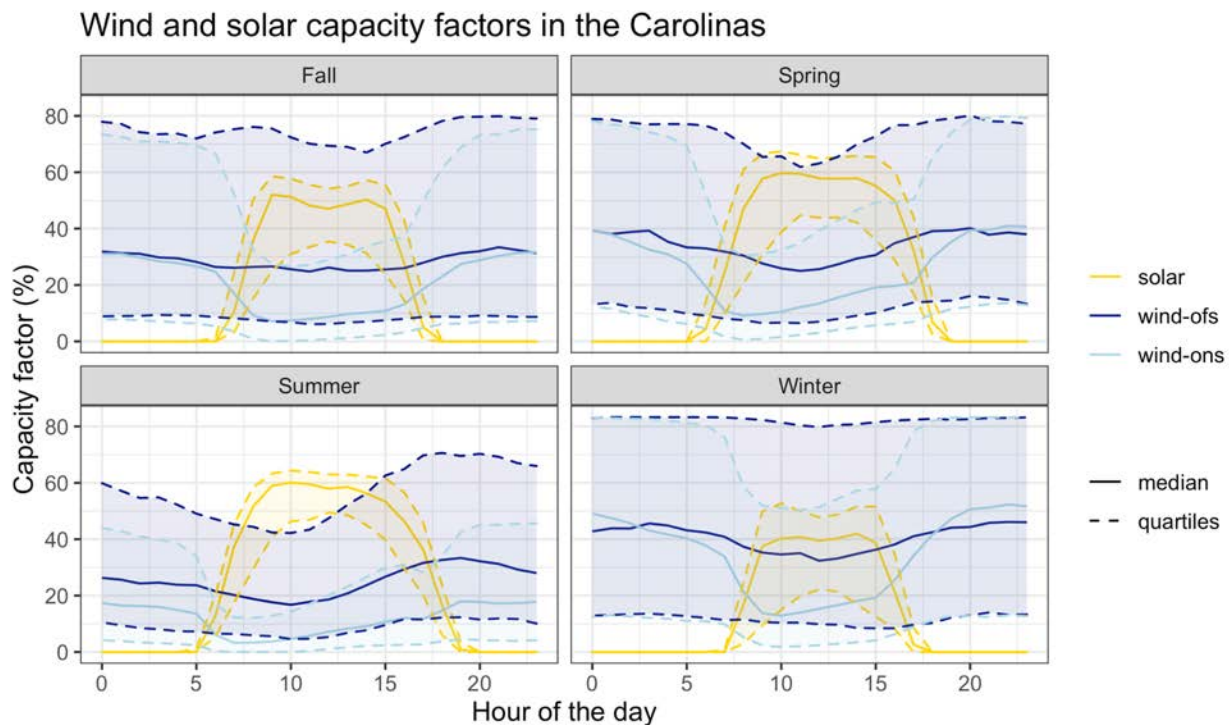 Wind and solar capacity factors in the Carolinas
Fall
Spring
80
60
40
20
0
Summer
Winter
80
60
40
20
0
0
5
10
15
20
0
5
10
15
20
Capacity factor (%)
Hour of the day
solar
wind-ofs
wind-ons
median
quartiles